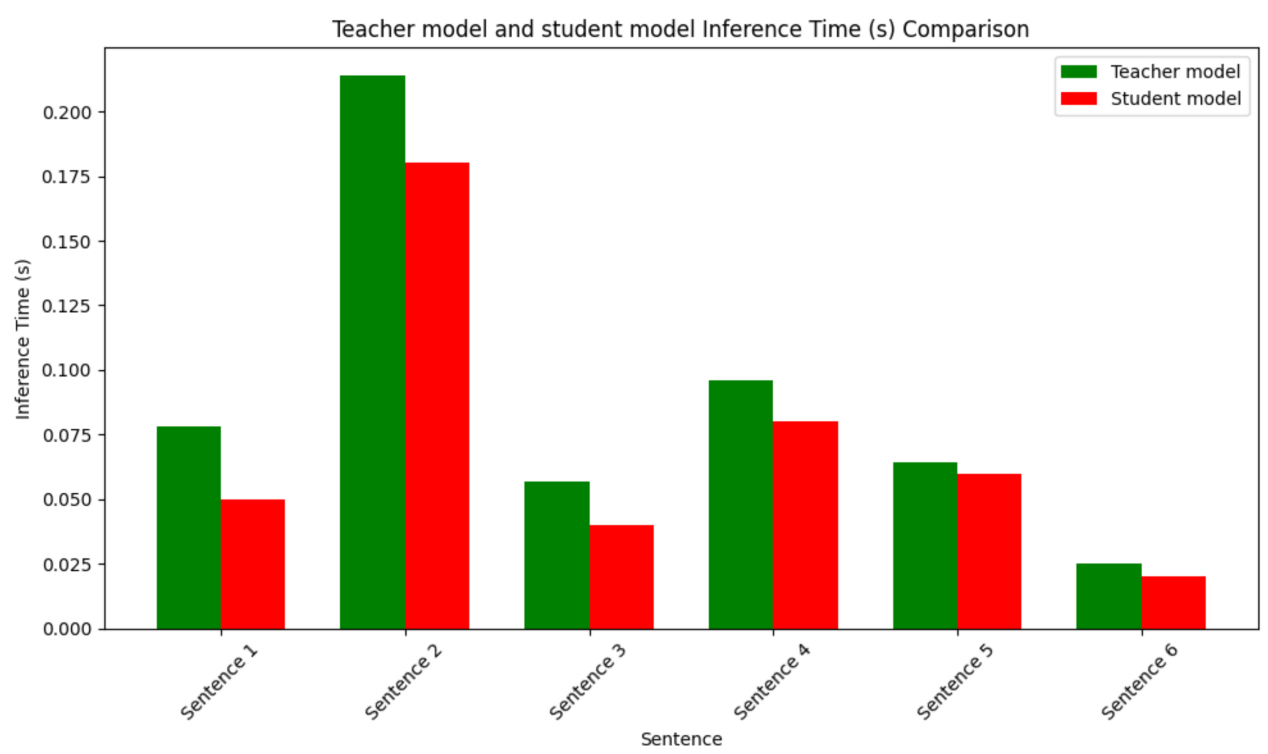 Teacher model and student model Inference Time (s) Comparison
Teacher model
Student model
Inference Time (s)
0.200
0.175
0.150
0.125
0.100
0.075
0.050
0.025
0.000
Sentence 1
Sentence 2
Sentence 3
Sentence 4
Sentence 5
Sentence 6
Sentence